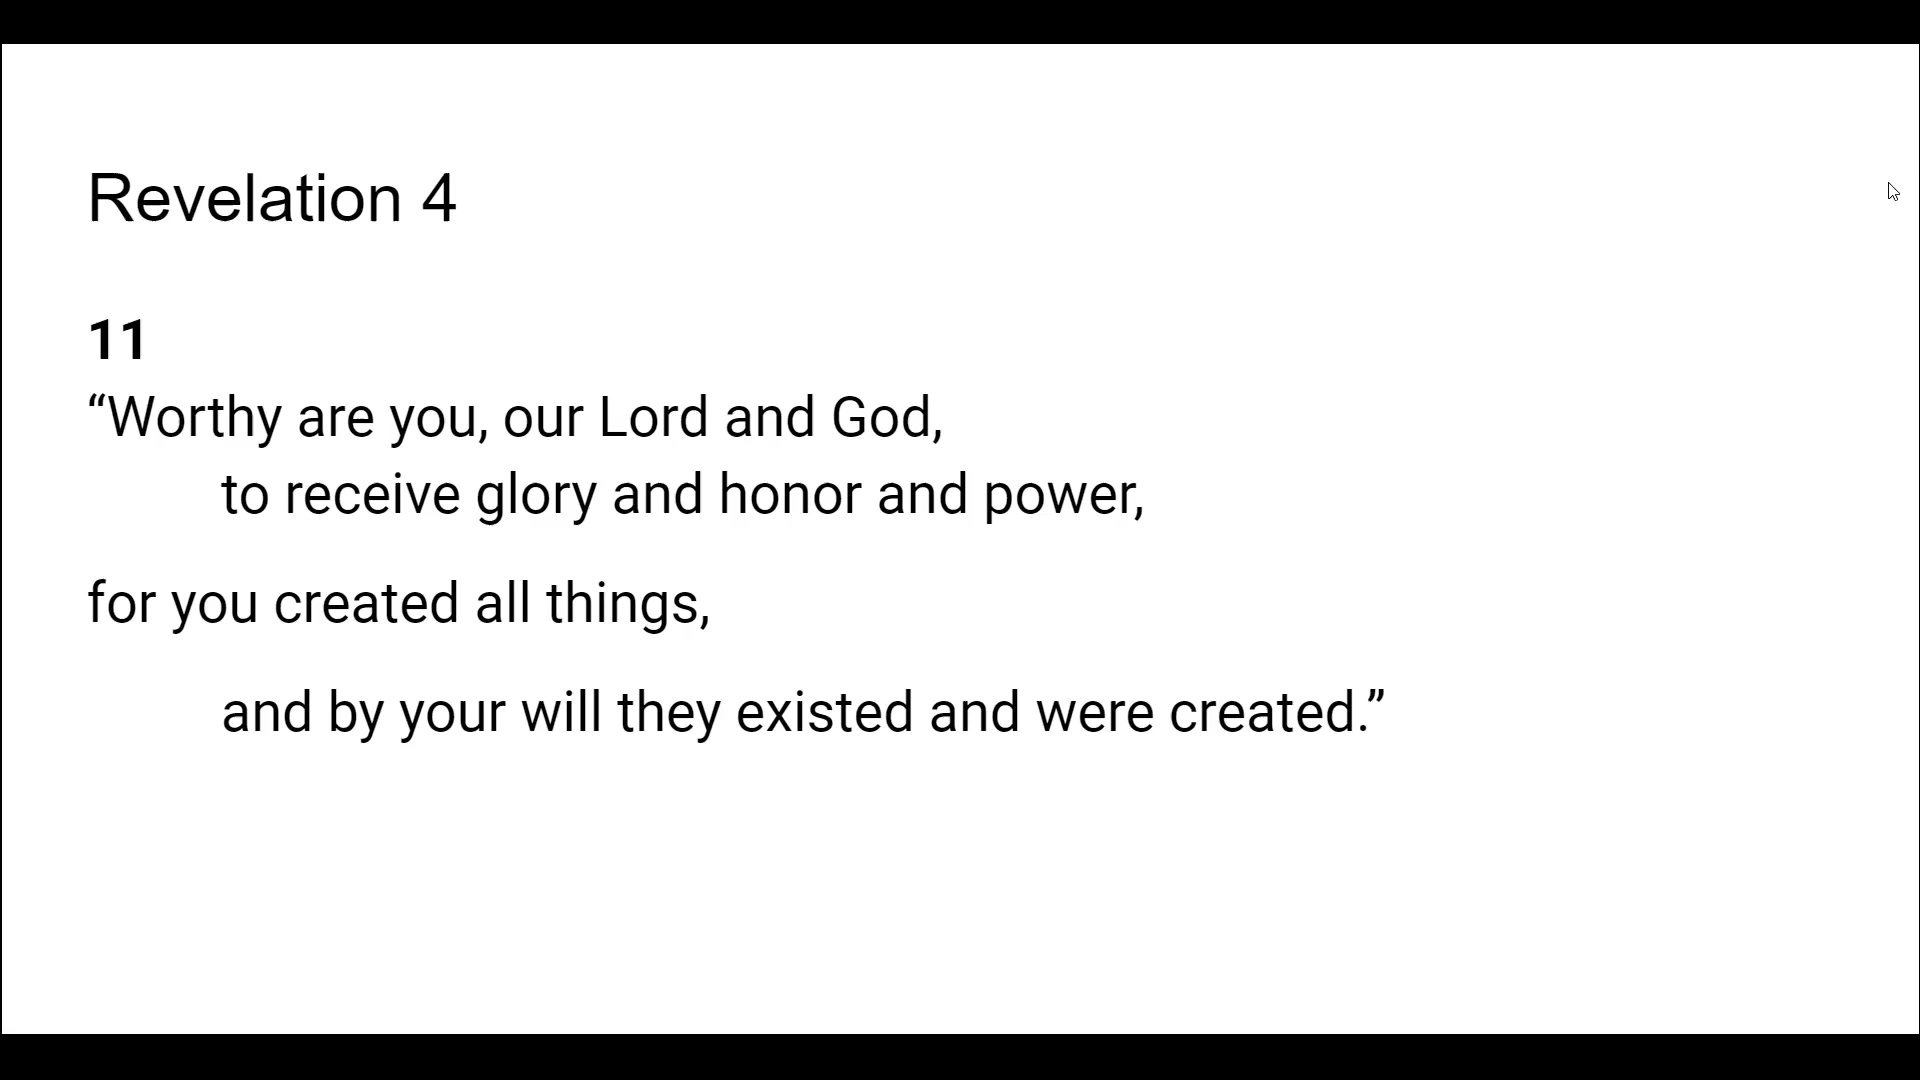 Revelation 4
11
“Worthy are you, our Lord and God,
to receive glory and honor and power,
for you created all things,
and by your will they existed and were created.”